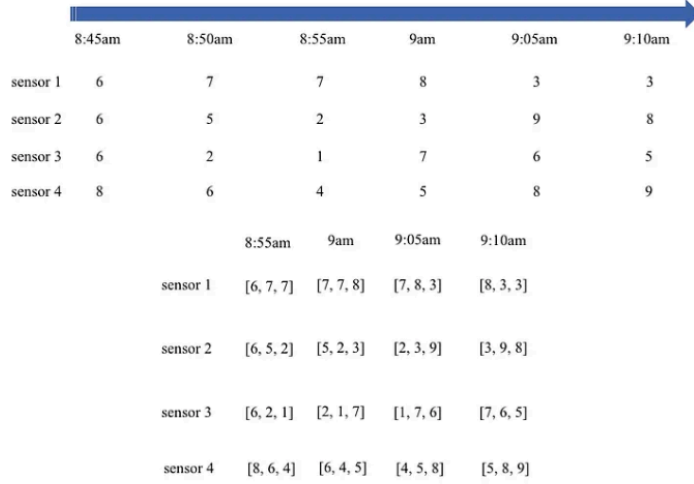 8:45am 8:50am 8:55am 9am 9:05am 9:10am
sensor 1 6 7 7 8 3 3
sensor 2 6 5 2 3 9 8
sensor 3 6 2 1 7 6 5
sensor 4 8 6 4 5 8 9
8:55am 9am 9:05am 9:10am
sensor 1 [6, 7, 7] [7, 7, 8] [7, 8, 3] [8, 3, 3]
sensor 2 [6, 5, 2] [5, 2, 3] [2, 3, 9] [3, 9, 8]
sensor 3 [6, 2, 1] [2, 1, 7] [1, 7, 6] [7, 6, 5]
sensor 4 [8, 6, 4] [6, 4, 5] [4, 5, 8] [5, 8, 9]